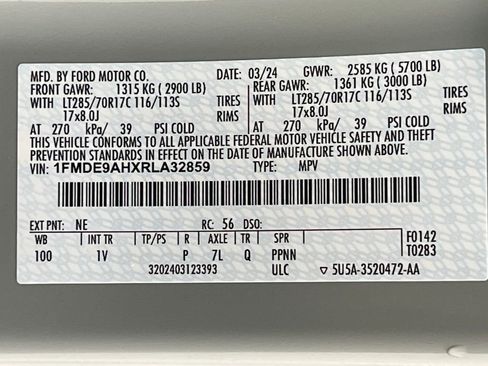 MFD. BY FORD MOTOR CO. DATE: 03/24 GVWR: 2585 KG ( 5700 LB)
FRONT GAWR: 1315 KG ( 2900 LB) REAR GAWR: 1361 KG ( 3000 LB)
WITH LT285/70R17C 116/113S TIRES WITH LT285/70R17C 116/113S TIRES
17x8.0J RIMS 17x8.0J RIMS
AT 270 kPa/ 39 PSI COLD AT 270 kPa/ 39 PSI COLD
THIS VEHICLE CONFORMS TO ALL APPLICABLE FEDERAL MOTOR VEHICLE SAFETY AND BUMPER
STANDARDS AND THEFT PREVENTION STANDARDS IN EFFECT ON THE DATE OF MANUFACTURE SHOWN ABOVE.
VIN: 1FMDE9AHXRLA32859 TYPE: MPV
EXT PNT: NE RC: 56 DSO:
WB INT TR TP/PS R AXLE TR SPR F0142
100 1V P 7L Q PPNN T0283
3202403123393 ULC ▽ 5U5A-3520472-AA